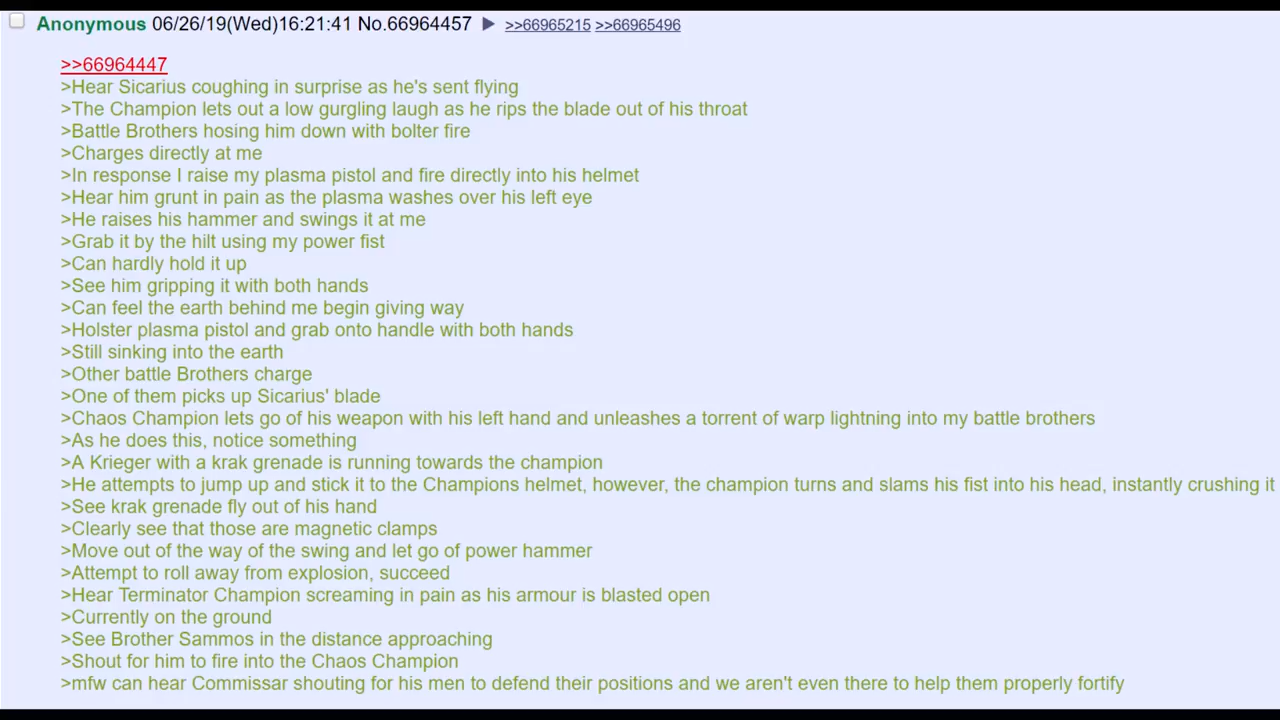 Anonymous 06/26/19(Wed)16:21:41 No.66964457 ▶ >>66965215 >>66965496
>>66964447
>Hear Sicarius coughing in surprise as he's sent flying
>The Champion lets out a low gurgling laugh as he rips the blade out of his throat
>Battle Brothers hosing him down with bolter fire
>Charges directly at me
>In response I raise my plasma pistol and fire directly into his helmet
>Hear him grunt in pain as the plasma washes over his left eye
>He raises his hammer and swings it at me
>Grab it by the hilt using my power fist
>Can hardly hold it up
>See him gripping it with both hands
>Can feel the earth behind me begin giving way
>Holster plasma pistol and grab onto handle with both hands
>Still sinking into the earth
>Other battle Brothers charge
>One of them picks up Sicarius' blade
>Chaos Champion lets go of his weapon with his left hand and unleashes a torrent of warp lightning into my battle brothers
>As he does this, notice something
>A Krieger with a krak grenade is running towards the champion
>He attempts to jump up and stick it to the Champions helmet, however, the champion turns and slams his fist into his head, instantly crushing it
>See krak grenade fly out of his hand
>Clearly see that those are magnetic clamps
>Move out of the way of the swing and let go of power hammer
>Attempt to roll away from explosion, succeed
>Hear Terminator Champion screaming in pain as his armour is blasted open
>Currently on the ground
>See Brother Sammos in the distance approaching
>Shout for him to fire into the Chaos Champion
>mfw can hear Commissar shouting for his men to defend their positions and we aren't even there to help them properly fortify